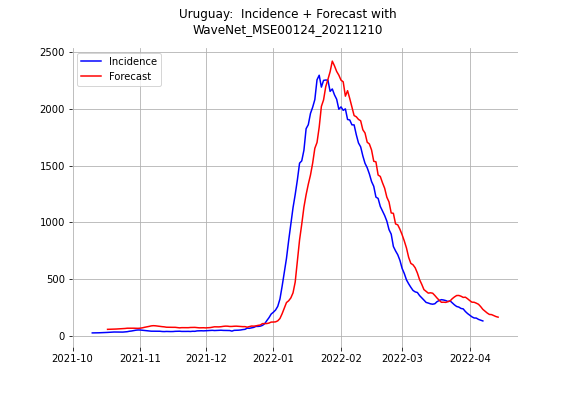 Uruguay:  Incidence + Forecast with
WaveNet_MSE00124_20211210
Incidence
Forecast
2500
2000
1500
1000
500
0
2021-10 2021-11 2021-12 2022-01 2022-02 2022-03 2022-04